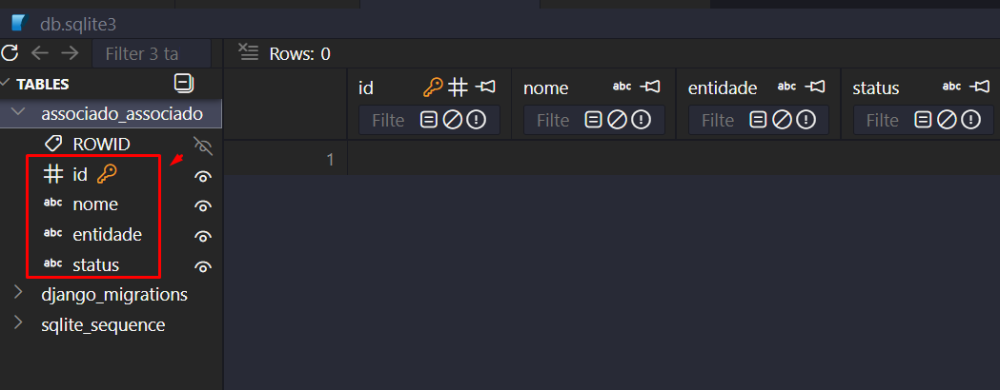 db.sqlite3
Filter 3 ta
Rows: 0
TABLES
associado_associado
ROWID
id
abc nome
abc entidade
abc status
django_migrations
sqlite_sequence
id
nome abc
entidade abc
status abc
Filte
Filte
Filte
Filte
1